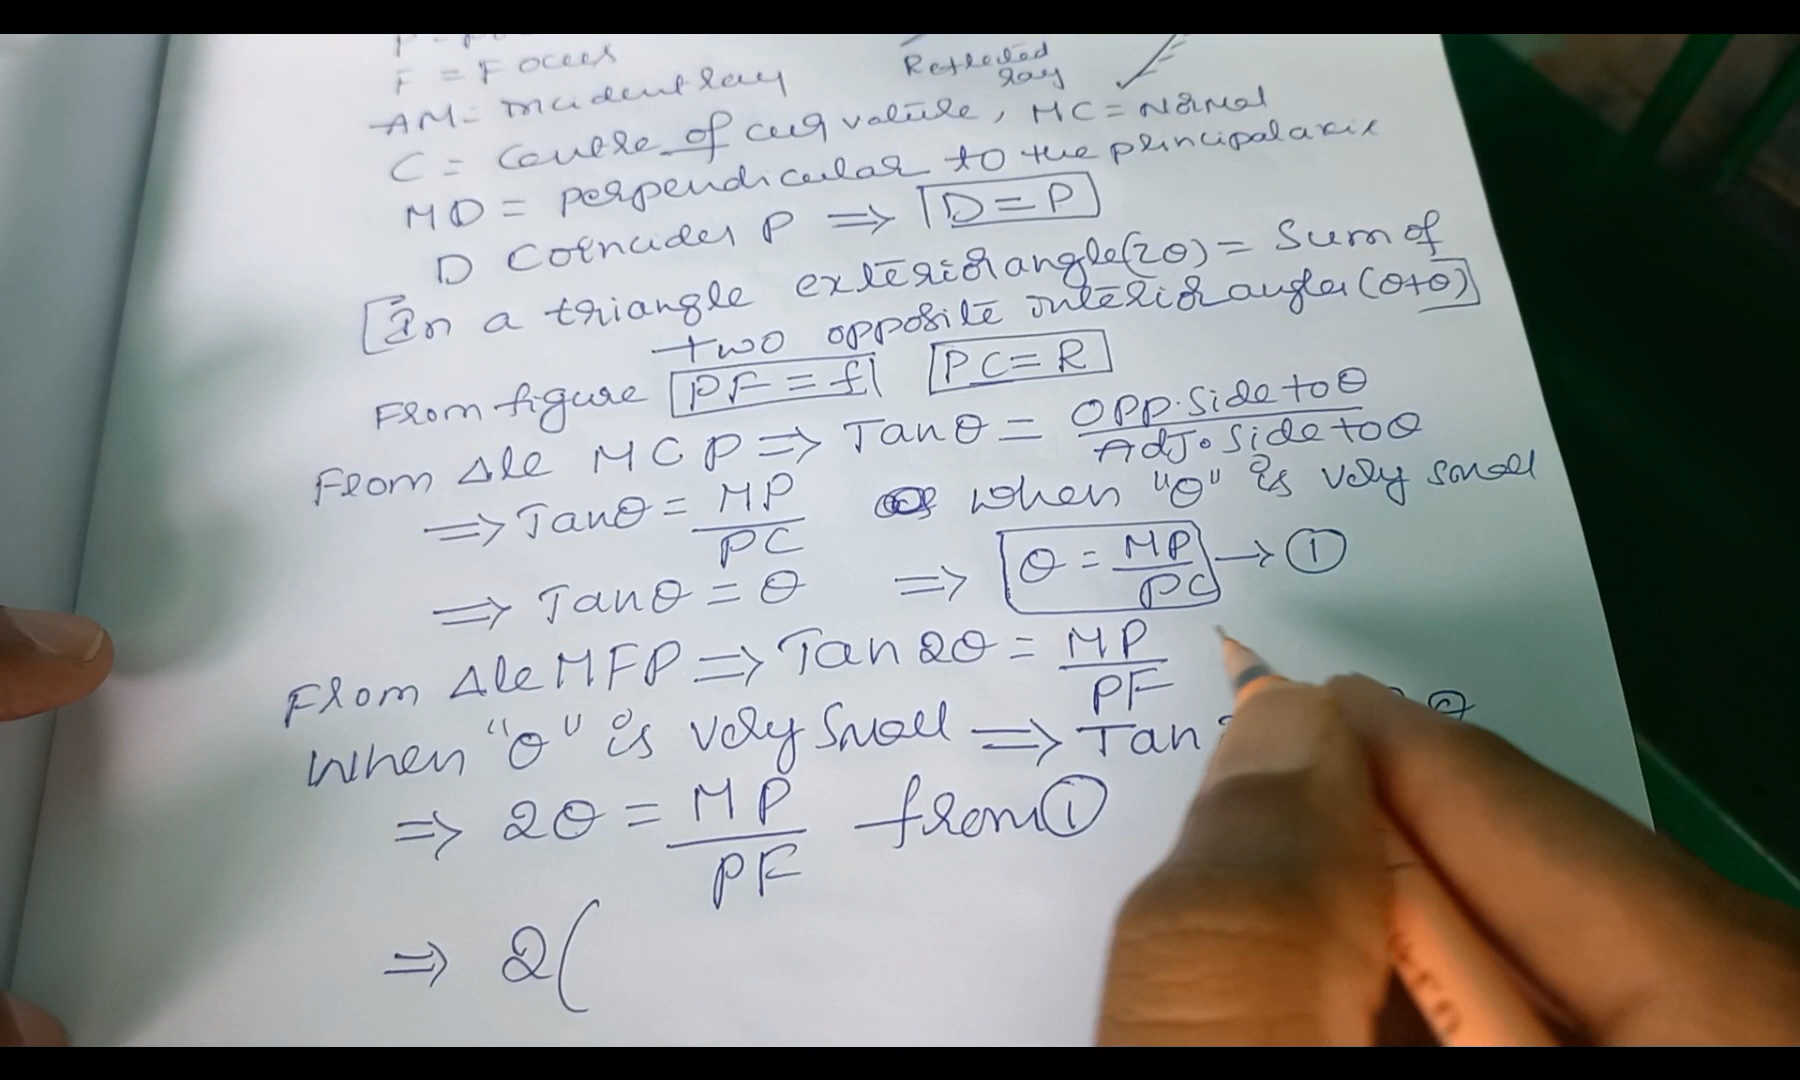 F = Focus
Reflected
ray
AM = incident ray
C = Centre of curvature, MC = Normal
MD = perpendicular to the principal axis
D Coincides P ⇒ D = P
[In a triangle exterior angle(2θ) = Sum of
two opposite interior angles (θ+θ)]
From figure PF = f PC = R
From Δle MCP ⇒ Tanθ = Opp. Side to θ / Adj. Side to θ
⇒ Tanθ = MP / PC when "θ" is very small
⇒ Tanθ = θ ⇒ θ = MP / PC → ①
From Δle MFP ⇒ Tan 2θ = MP / PF
When "θ" is very small ⇒ Tan
⇒ 2θ = MP / PF from ①
⇒ 2(